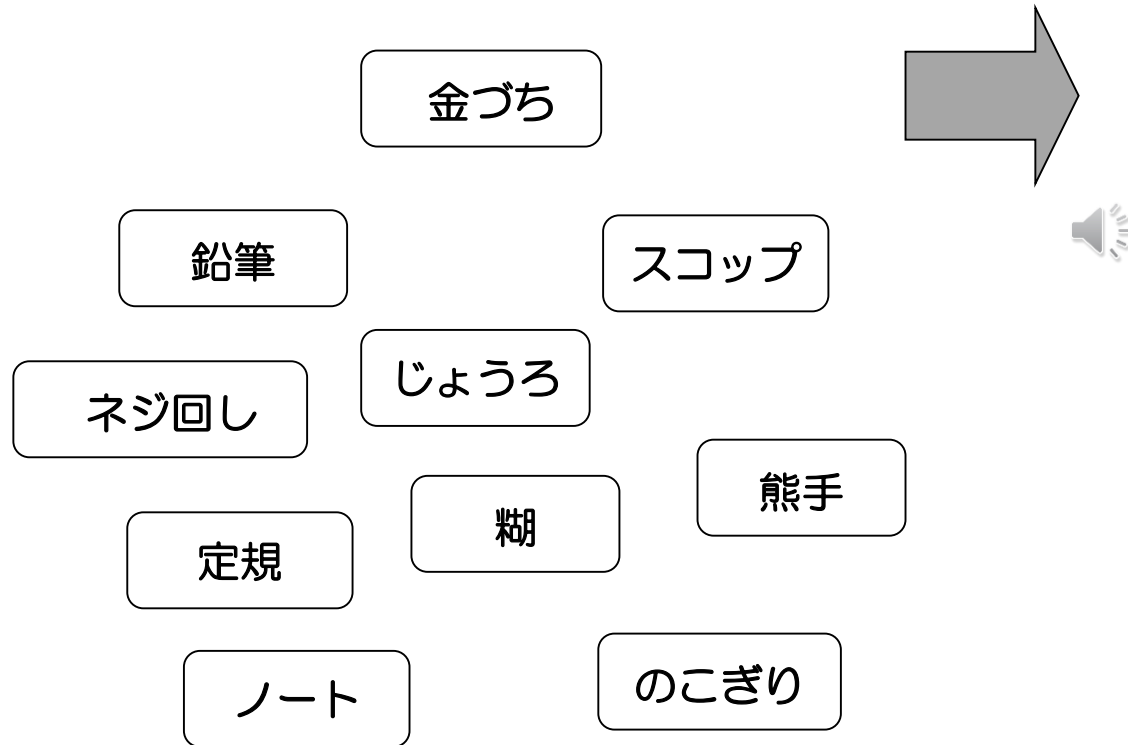 金づち
鉛筆
スコップ
じょうろ
ネジ回し
熊手
糊
定規
のこぎり
ノート